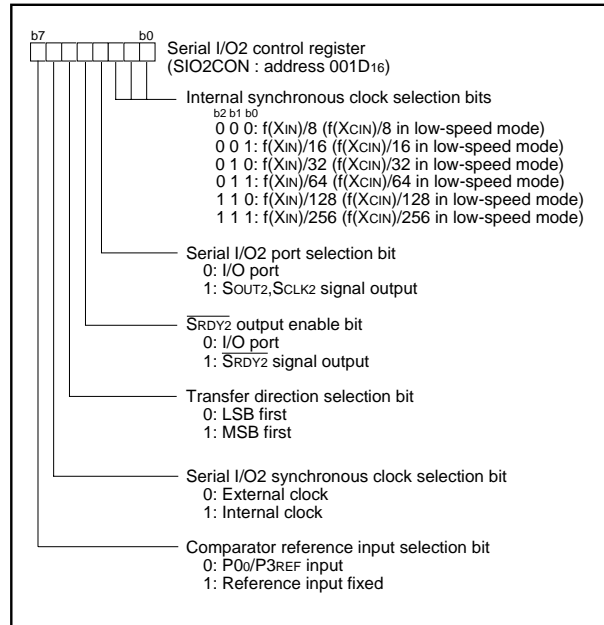 b7 b0
Serial I/O2 control register
(SIO2CON : address 001D16)
Internal synchronous clock selection bits
b2 b1 b0
0 0 0: f(XIN)/8 (f(XCIN)/8 in low-speed mode)
0 0 1: f(XIN)/16 (f(XCIN)/16 in low-speed mode)
0 1 0: f(XIN)/32 (f(XCIN)/32 in low-speed mode)
0 1 1: f(XIN)/64 (f(XCIN)/64 in low-speed mode)
1 1 0: f(XIN)/128 (f(XCIN)/128 in low-speed mode)
1 1 1: f(XIN)/256 (f(XCIN)/256 in low-speed mode)
Serial I/O2 port selection bit
0: I/O port
1: SOUT2,SCLK2 signal output
SRDY2 output enable bit
0: I/O port
1: SRDY2 signal output
Transfer direction selection bit
0: LSB first
1: MSB first
Serial I/O2 synchronous clock selection bit
0: External clock
1: Internal clock
Comparator reference input selection bit
0: P00/P3REF input
1: Reference input fixed